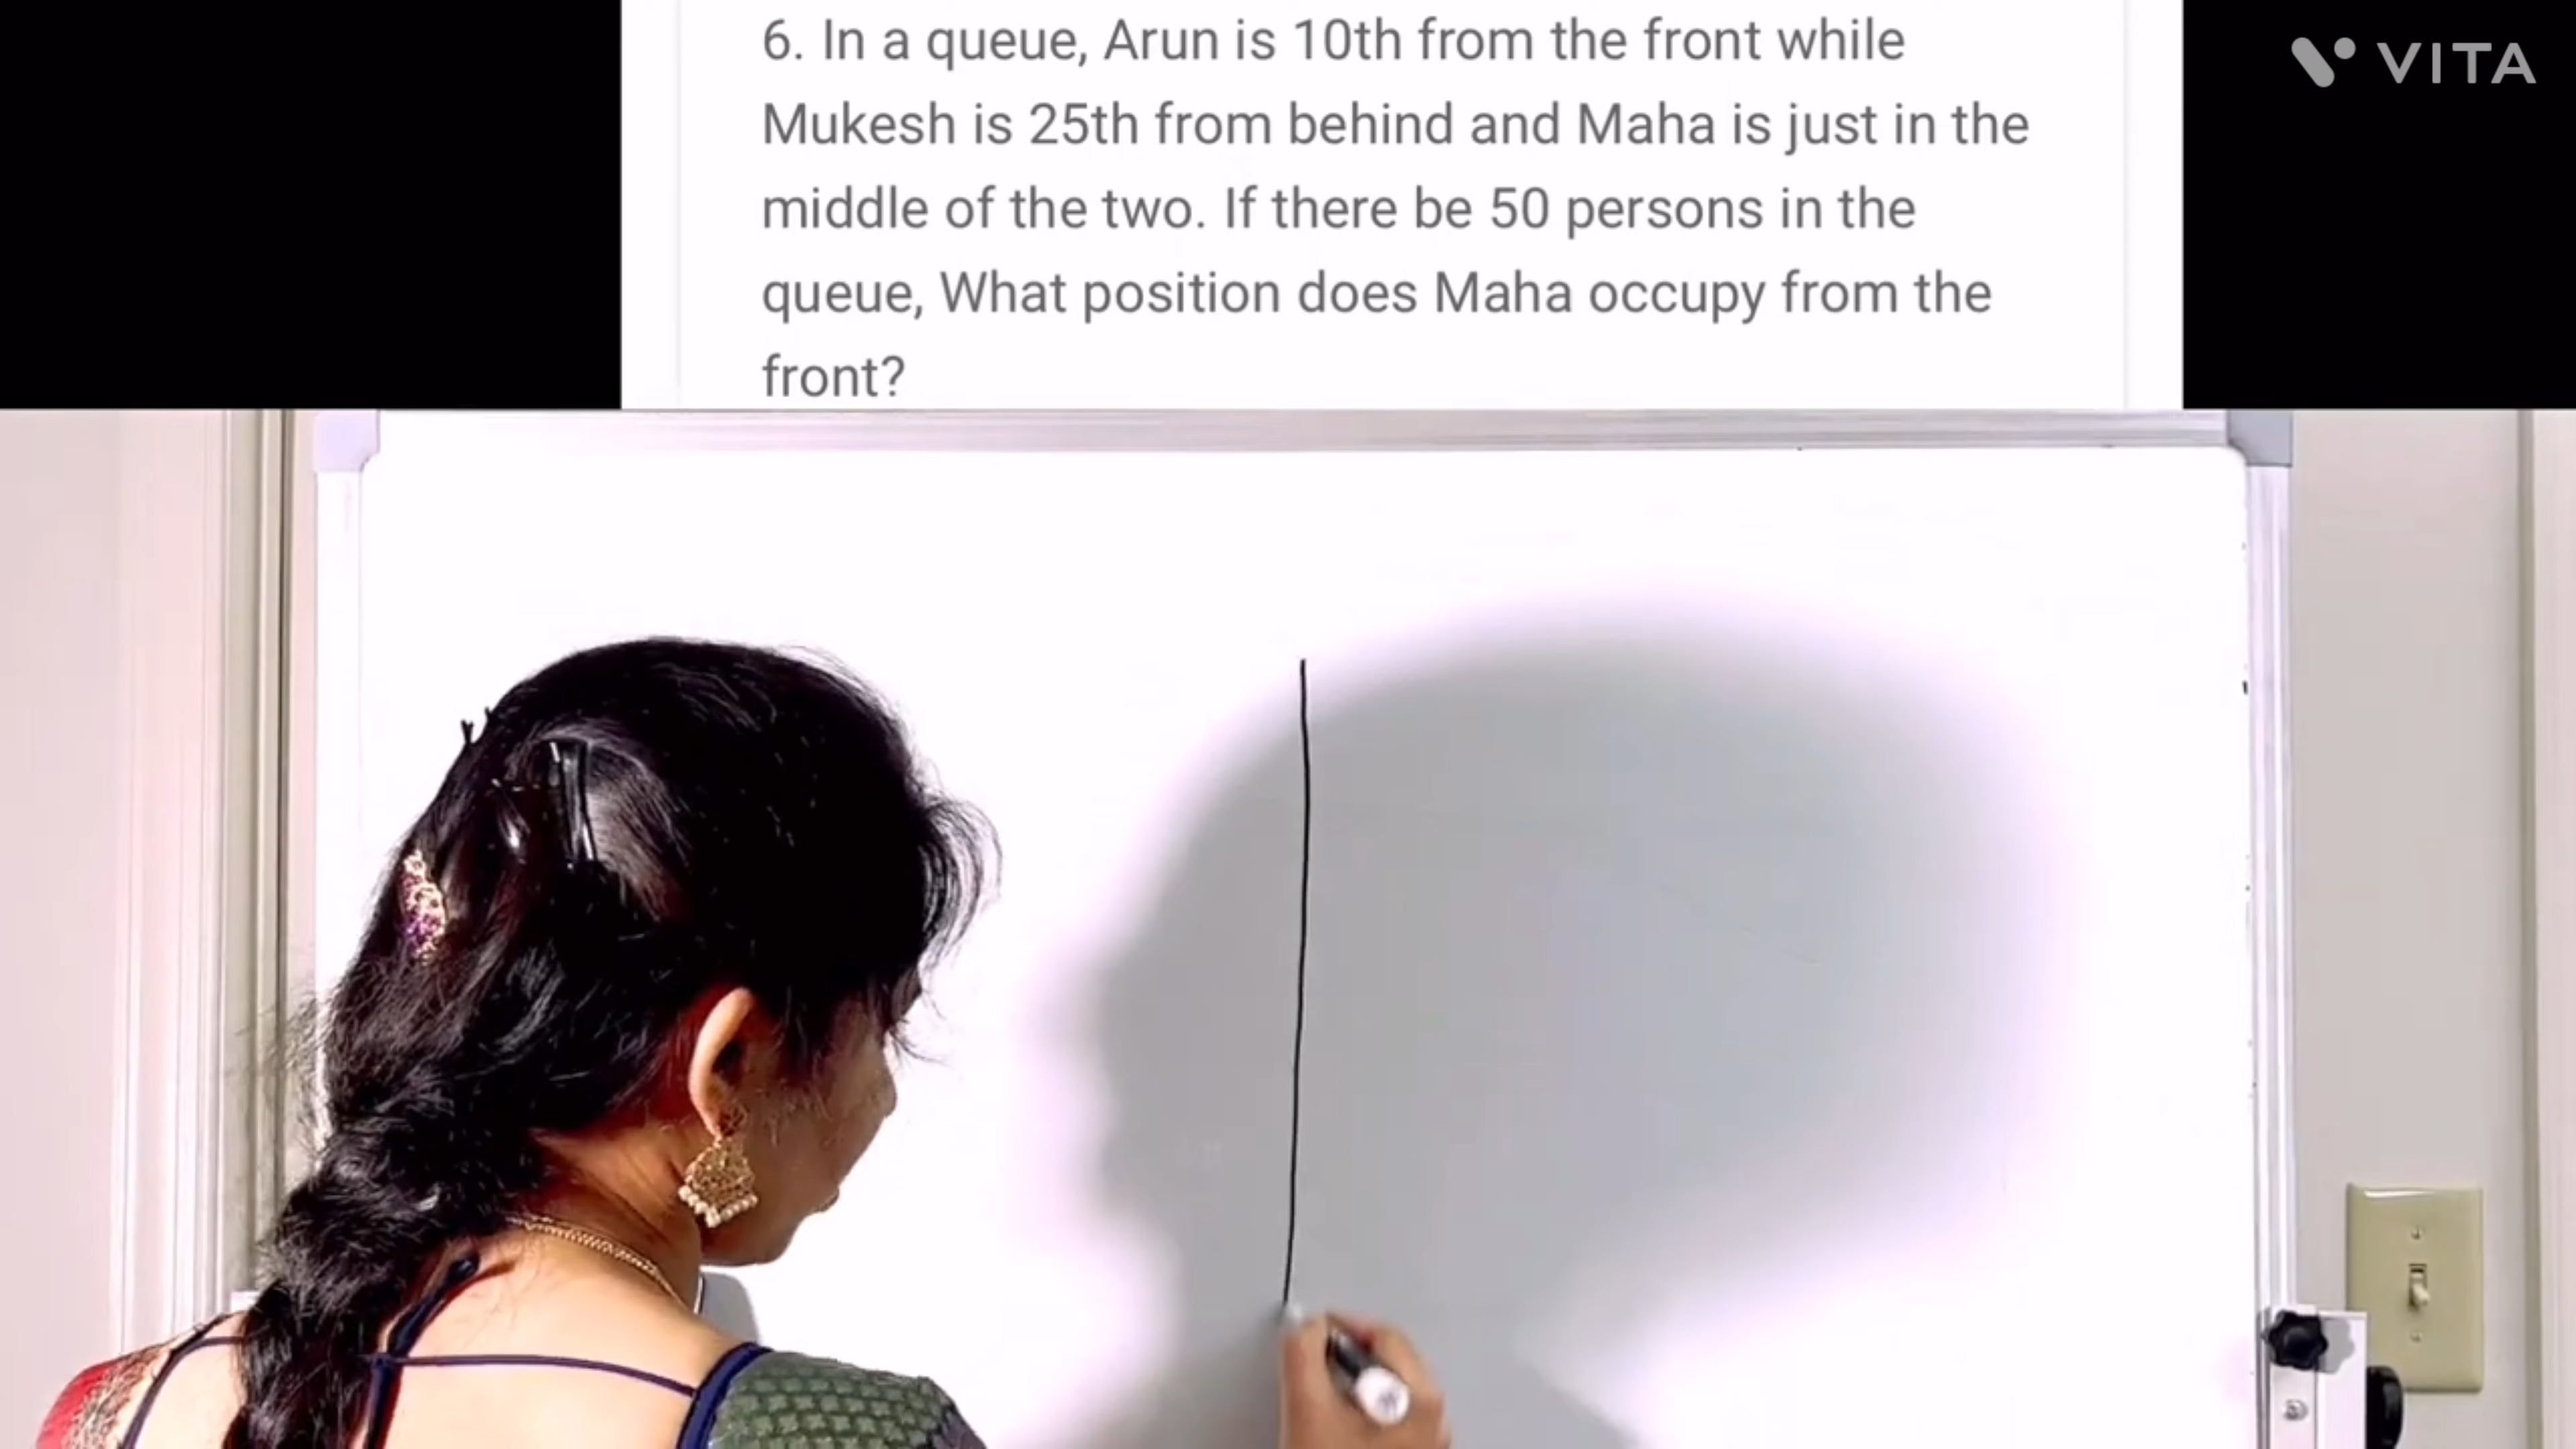 6. In a queue, Arun is 10th from the front while
Mukesh is 25th from behind and Maha is just in the
middle of the two. If there be 50 persons in the
queue, What position does Maha occupy from the
front?
VITA